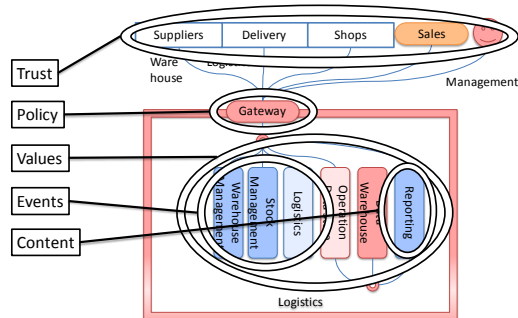 Suppliers
Delivery
Shops
Sales
Ware
house
Management
Trust
Policy
Values
Events
Content
Gateway
Warehouse
Managemen
Stock
Management
Logistics
Operation
Warehouse
Reporting
Logistics